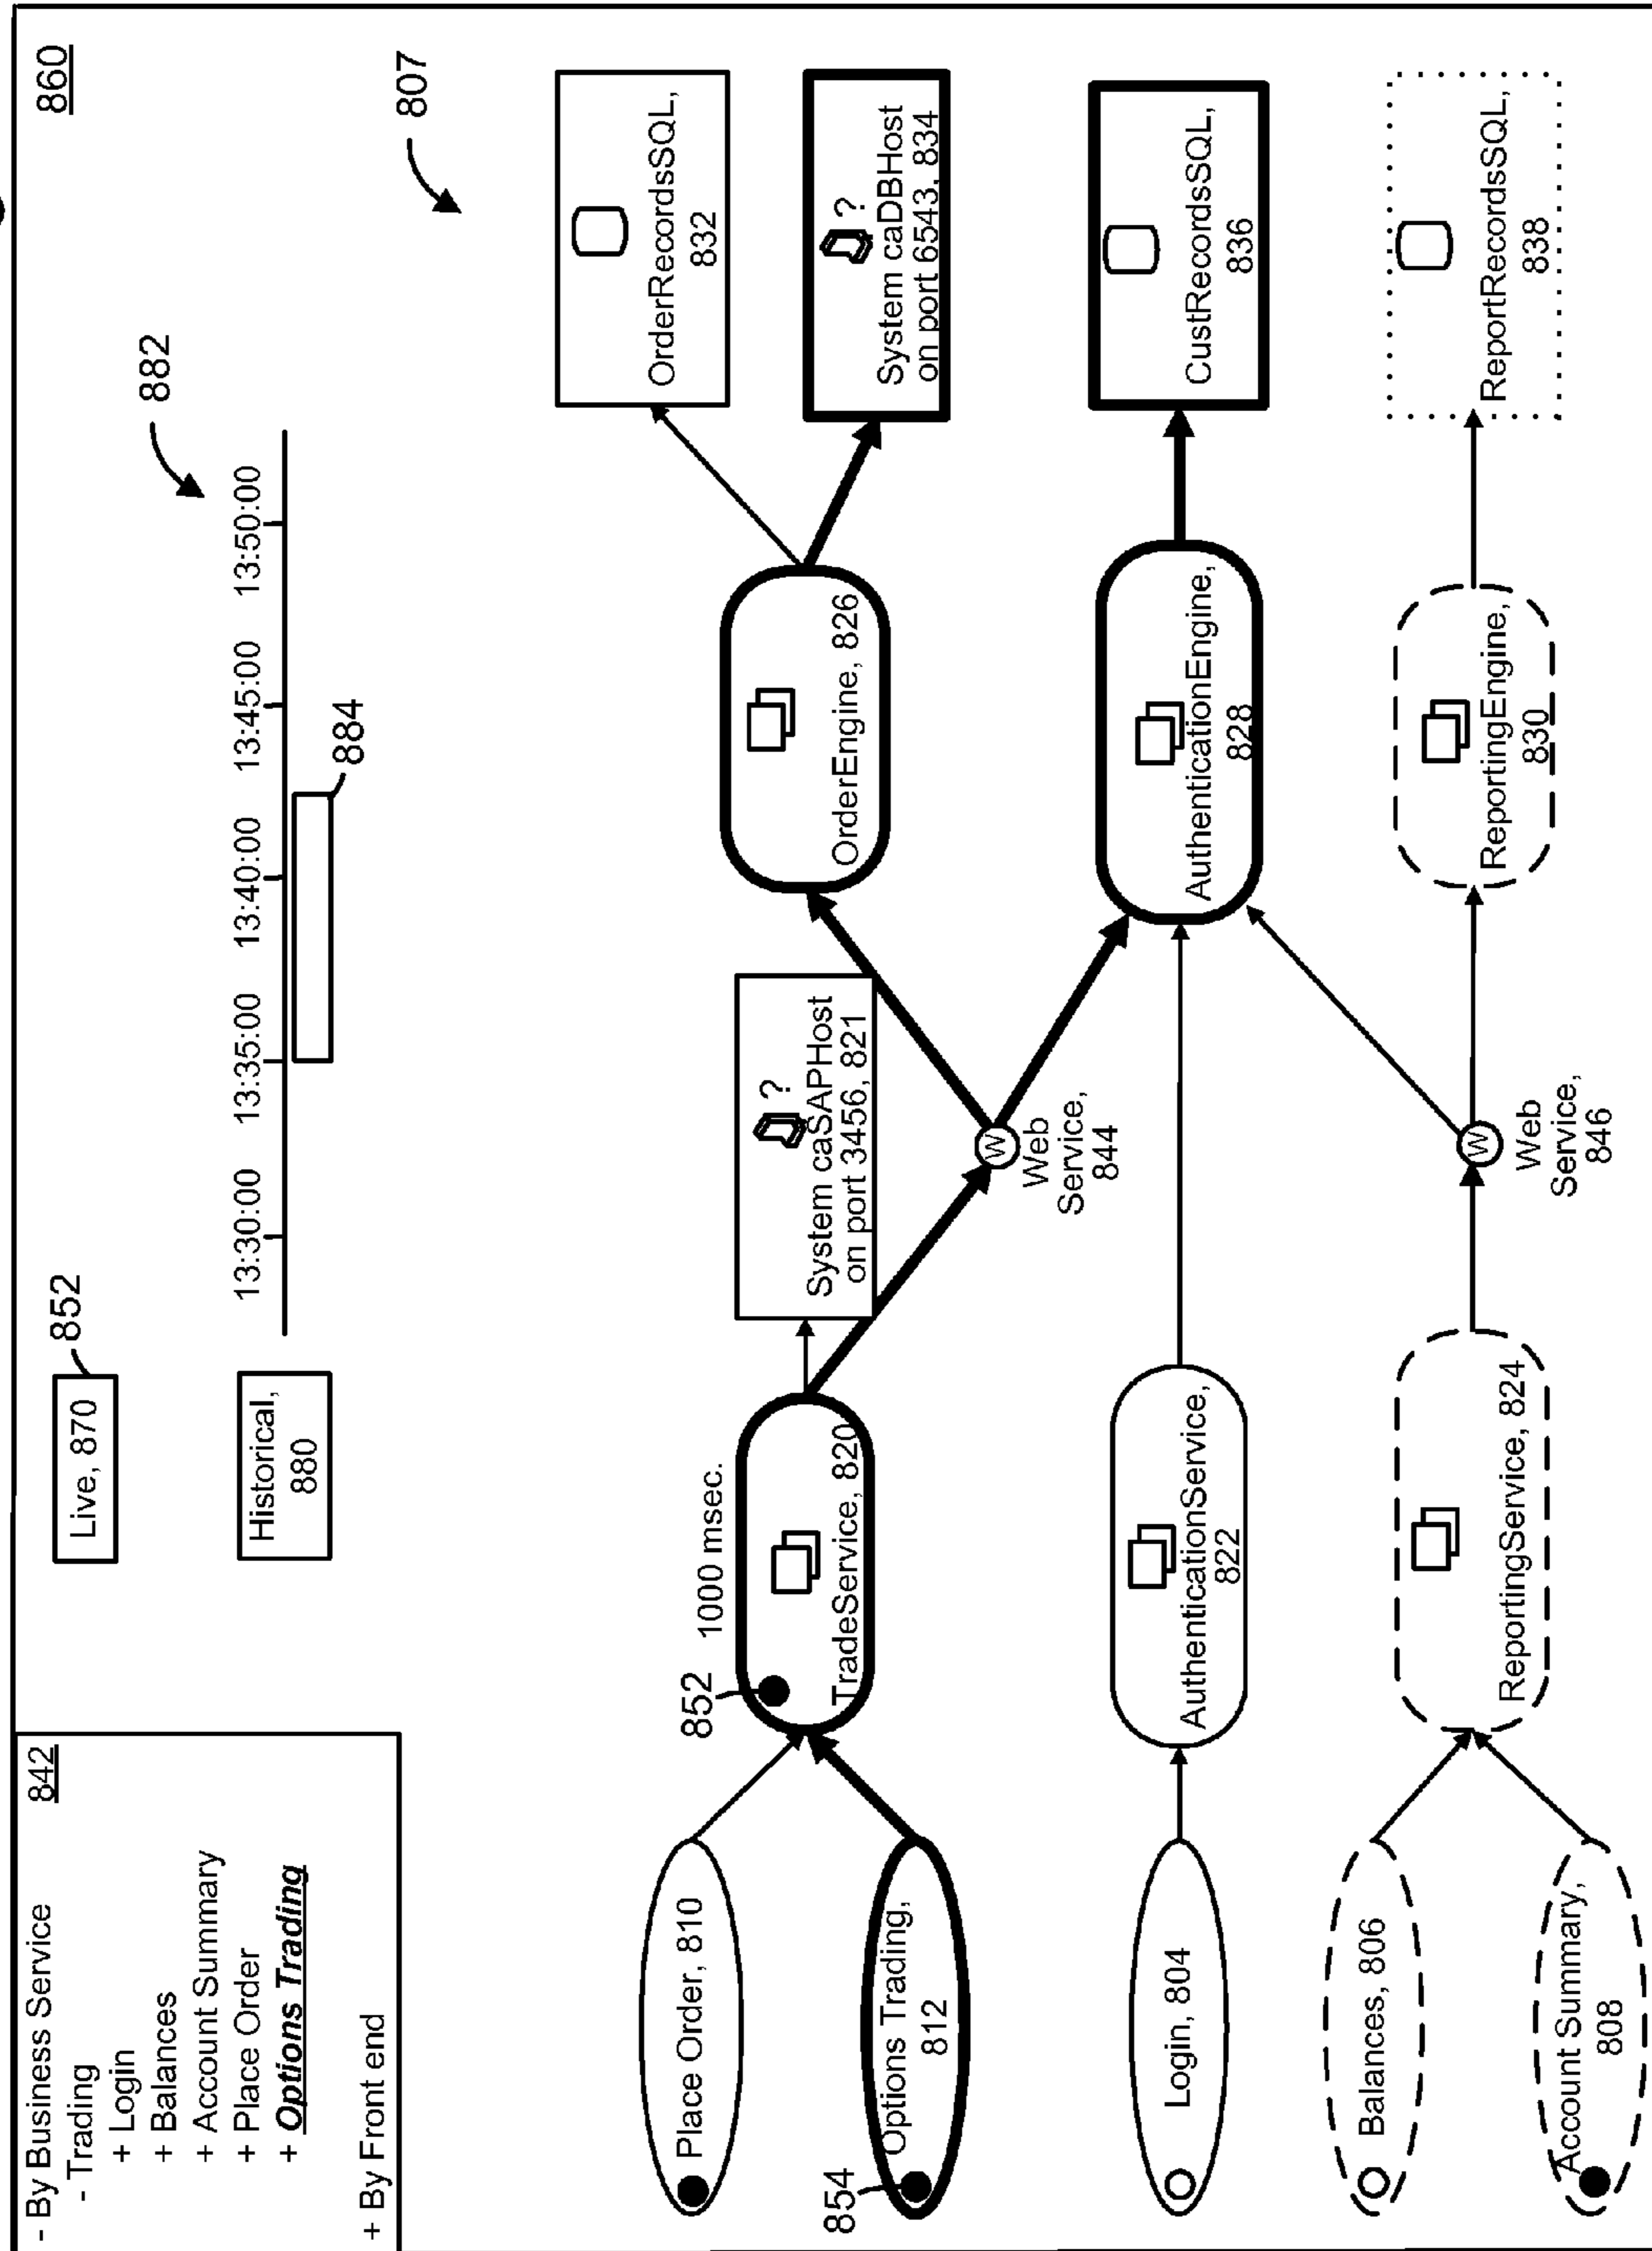 - By Business Service
842
- Trading
+ Login
+ Balances
+ Account Summary
+ Place Order
+ Options Trading
+ By Front end
Live, 870
852
860
Historical,
880
13:30:00
13:35:00
13:40:00
13:45:00
13:50:00
882
884
807
Place Order, 810
Options Trading,
812
854
Login, 804
Balances, 806
Account Summary,
808
852
1000 msec.
TradeService, 820
AuthenticationService,
822
ReportingService, 824
System caSAPHost
on port 3456, 821
?
W
Web
Service,
844
W
Web
Service,
846
OrderEngine, 826
AuthenticationEngine,
828
ReportingEngine,
830
OrderRecordsSQL,
832
?
System caDBHost
on port 6543, 834
CustRecordsSQL,
836
ReportRecordsSQL,
838